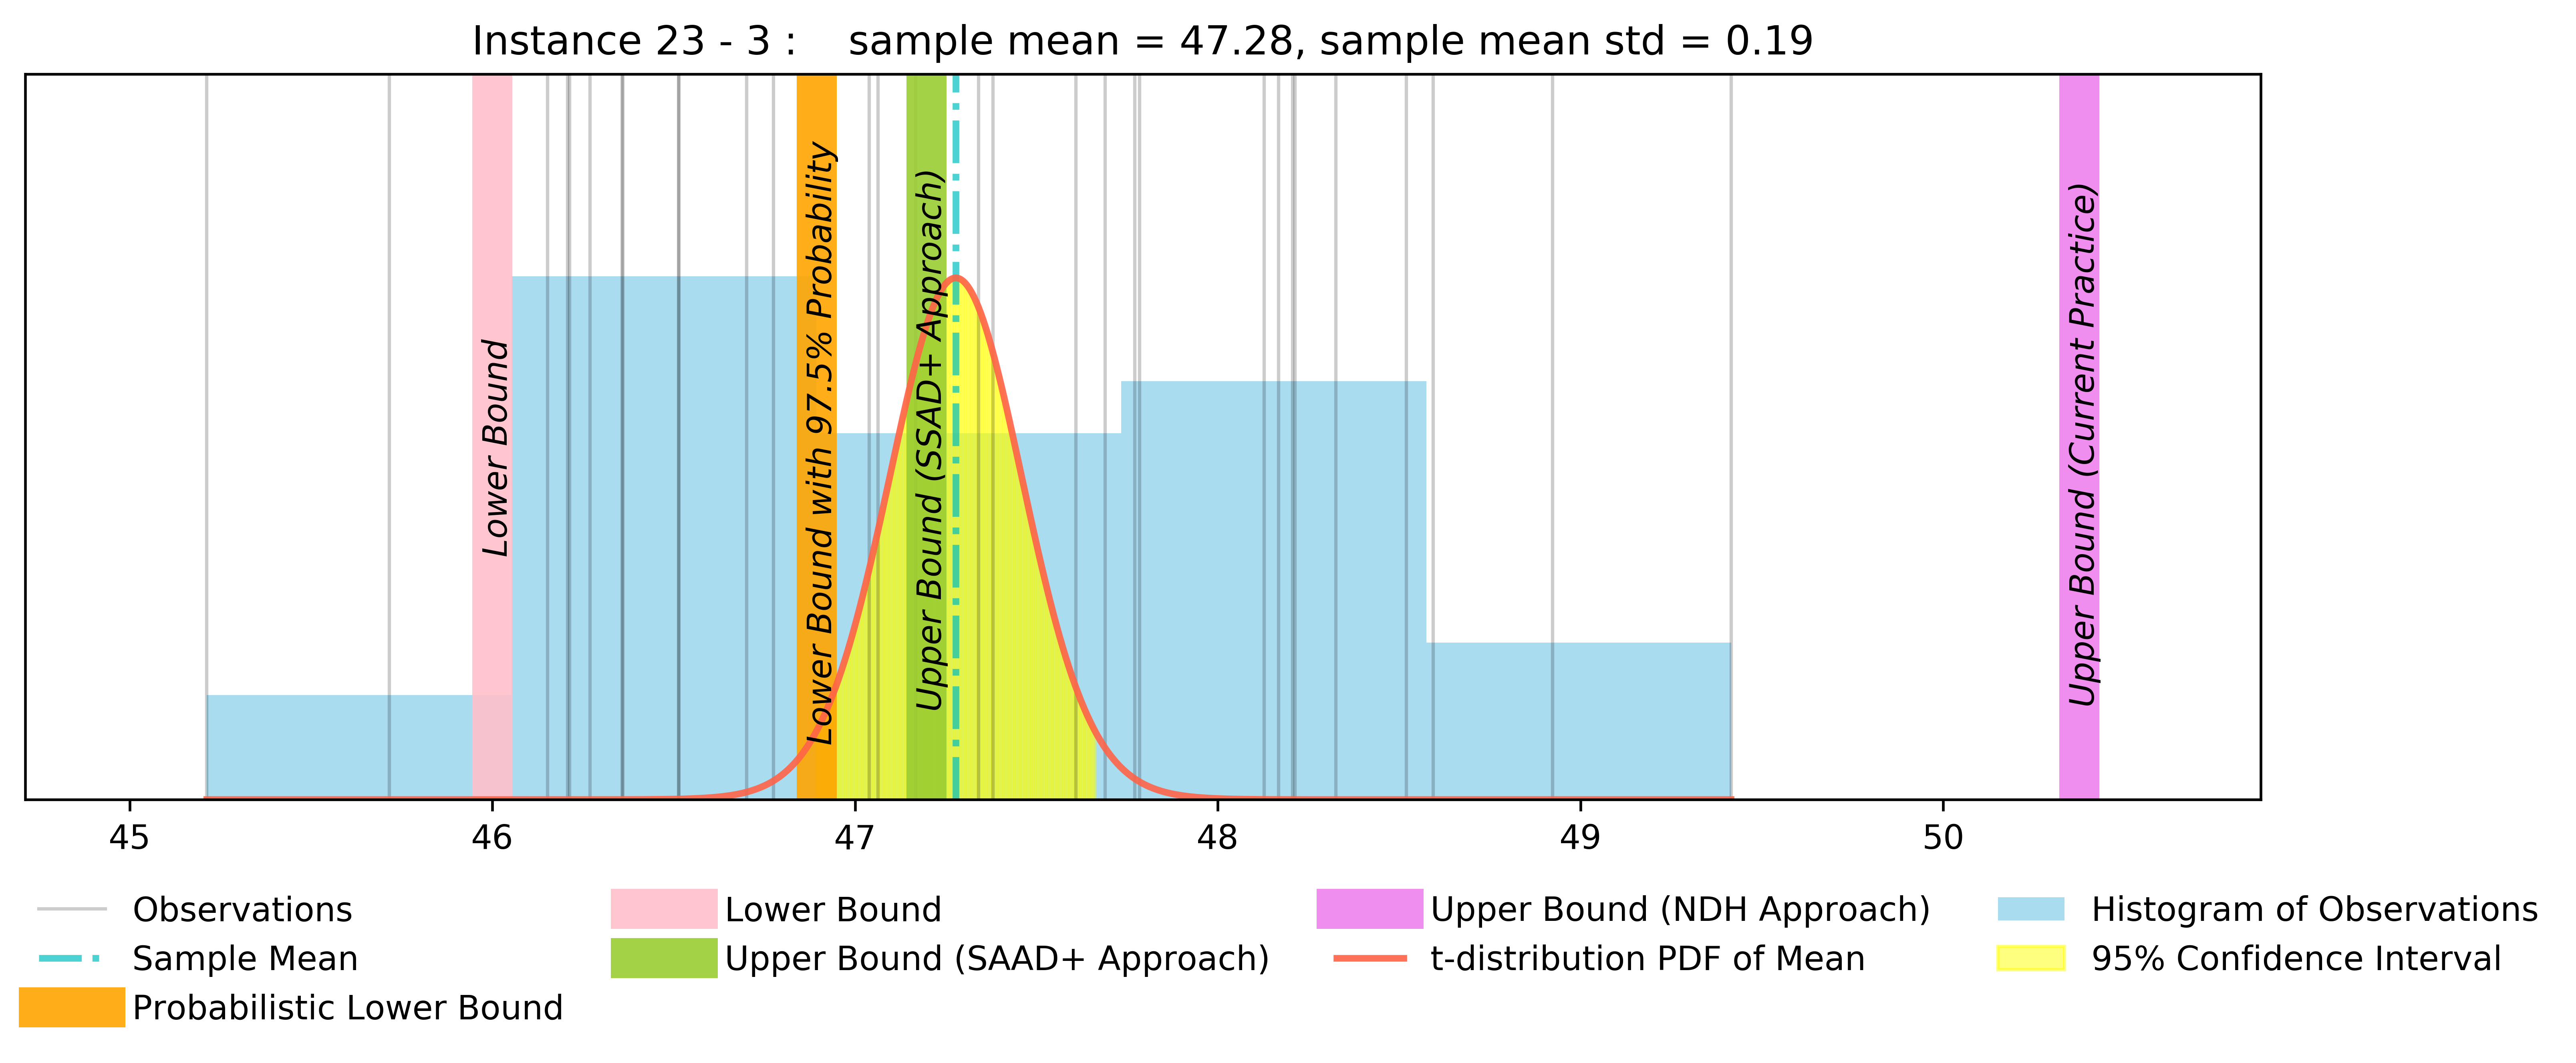 Instance 23 - 3 :    sample mean = 47.28, sample mean std = 0.19
Lower Bound
Lower Bound with 97.5% Probability
Upper Bound (SSAD+ Approach)
Upper Bound (Current Practice)
45 46 47 48 49 50
Observations
Sample Mean
Probabilistic Lower Bound
Lower Bound
Upper Bound (SAAD+ Approach)
Upper Bound (NDH Approach)
t-distribution PDF of Mean
Histogram of Observations
95% Confidence Interval